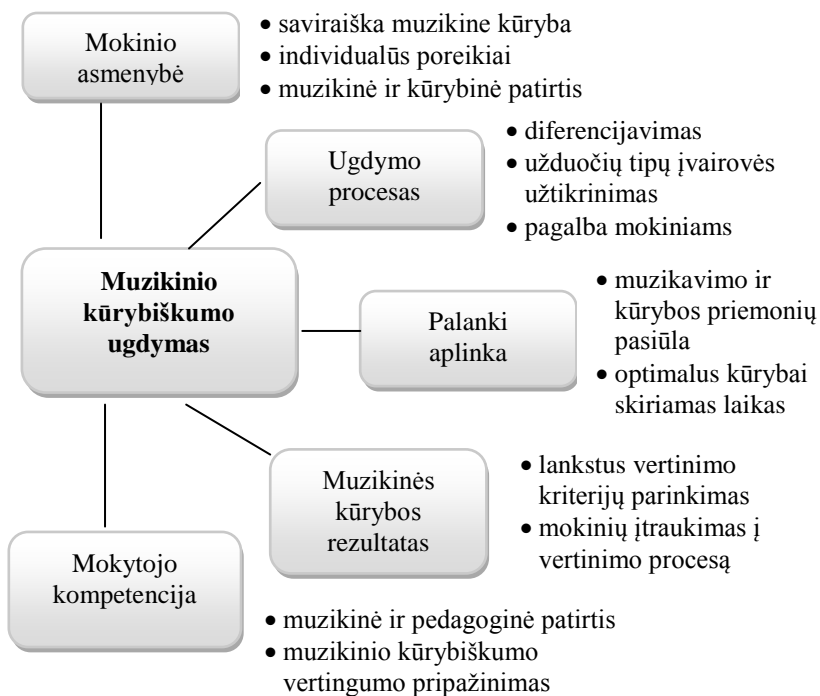 Mokinio
asmenybė
• saviraiška muzikine kūryba
• individualūs poreikiai
• muzikinė ir kūrybinė patirtis
Ugdymo
procesas
• diferencijavimas
• užduočių tipų įvairovės
užtikrinimas
• pagalba mokiniams
Muzikinio
kūrybiškumo
ugdymas
Palanki
aplinka
• muzikavimo ir
kūrybos priemonių
pasiūla
• optimalus kūrybai
skiriamas laikas
Muzikinės
kūrybos
rezultatas
• lankstus vertinimo
kriterijų parinkimas
• mokinių įtraukimas į
vertinimo procesą
Mokytojo
kompetencija
• muzikinė ir pedagoginė patirtis
• muzikinio kūrybiškumo
vertingumo pripažinimas